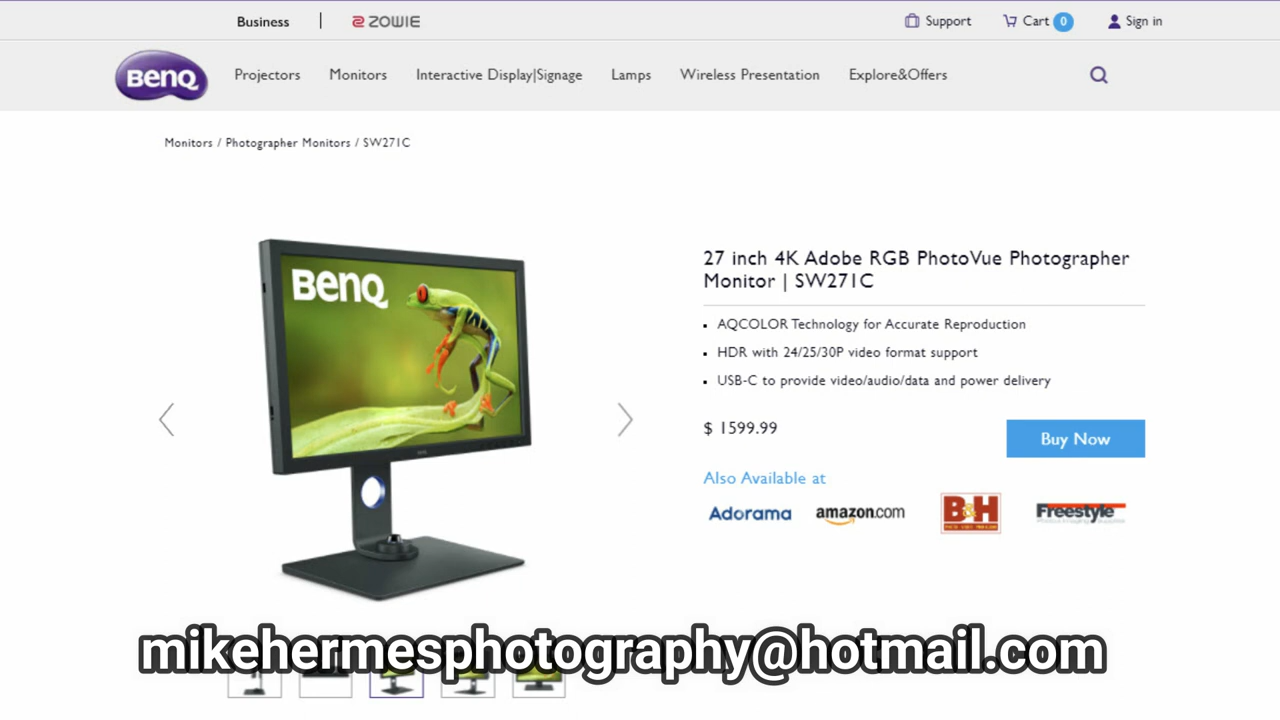 Business | ZOWIE Support Cart 0 Sign in
BenQ Projectors Monitors Interactive Display|Signage Lamps Wireless Presentation Explore&Offers
Monitors / Photographer Monitors / SW271C
BenQ
27 inch 4K Adobe RGB PhotoVue Photographer
Monitor | SW271C
AQCOLOR Technology for Accurate Reproduction
HDR with 24/25/30P video format support
USB-C to provide video/audio/data and power delivery
$ 1599.99
Buy Now
Also Available at
Adorama amazon.com B&H Freestyle
mikehermesphotography@hotmail.com